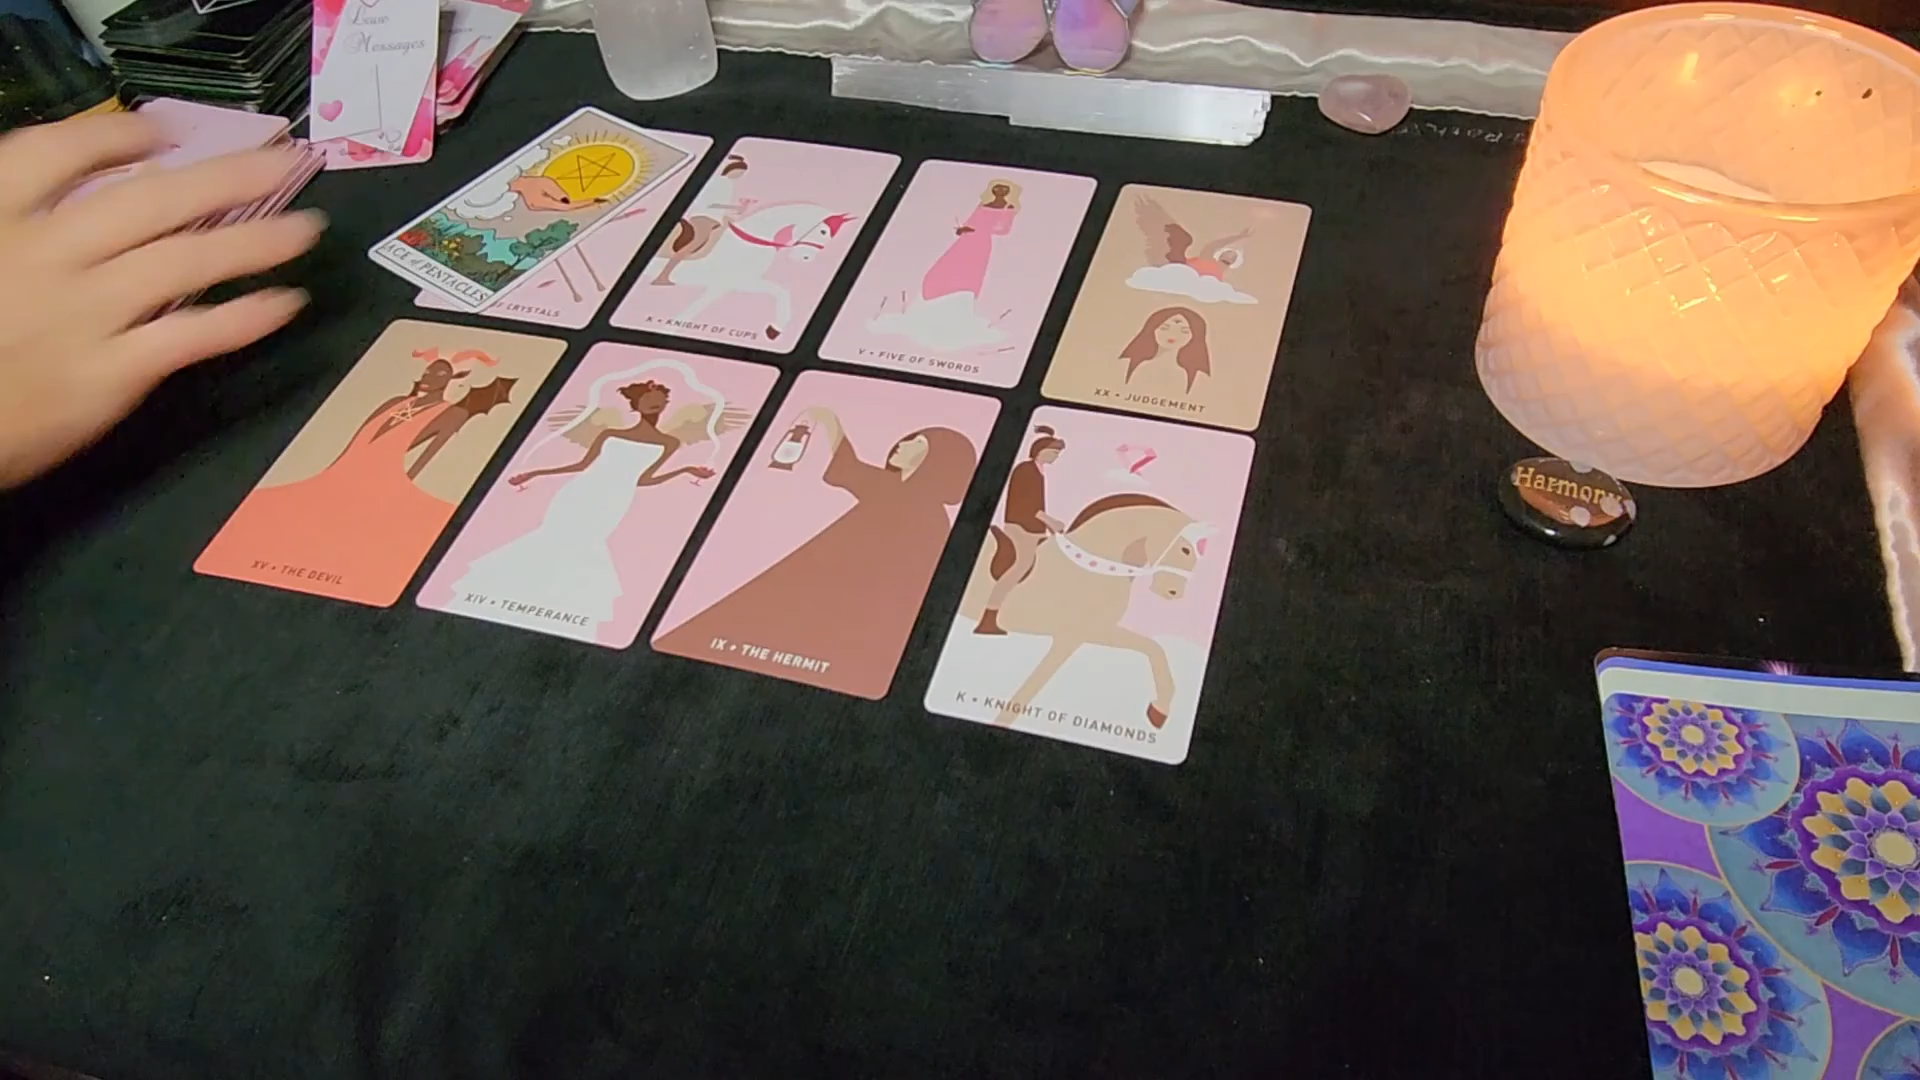 Love
Messages
ACE of PENTACLES
OF CRYSTALS
K • KNIGHT OF CUPS
V • FIVE OF SWORDS
XX • JUDGEMENT
XV • THE DEVIL
XIV • TEMPERANCE
IX • THE HERMIT
K • KNIGHT OF DIAMONDS
Harmony